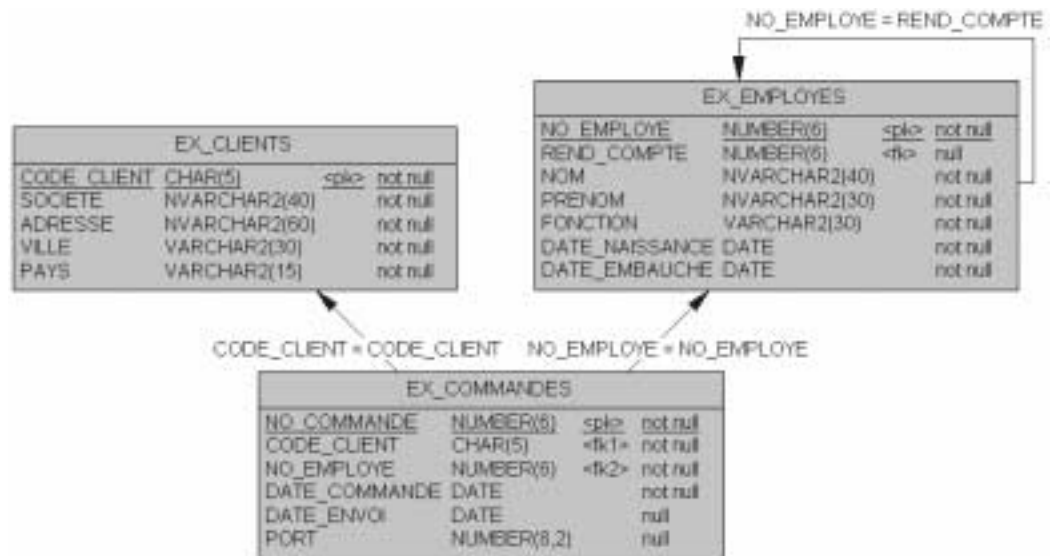 NO_EMPLOYE = REND_COMPTE
EX_EMPLOYES
NO_EMPLOYE NUMBER(6) <pk> not null
REND_COMPTE NUMBER(6) <fk> null
NOM NVARCHAR2(40) not null
PRENOM NVARCHAR2(30) not null
FONCTION VARCHAR2(30) not null
DATE_NAISSANCE DATE not null
DATE_EMBAUCHE DATE not null
EX_CLIENTS
CODE_CLIENT CHAR(5) <pk> not null
SOCIETE NVARCHAR2(40) not null
ADRESSE NVARCHAR2(60) not null
VILLE VARCHAR2(30) not null
PAYS VARCHAR2(15) not null
CODE_CLIENT = CODE_CLIENT
NO_EMPLOYE = NO_EMPLOYE
EX_COMMANDES
NO_COMMANDE NUMBER(6) <pk> not null
CODE_CLIENT CHAR(5) <fk1> not null
NO_EMPLOYE NUMBER(6) <fk2> not null
DATE_COMMANDE DATE not null
DATE_ENVOI DATE null
PORT NUMBER(8,2) null